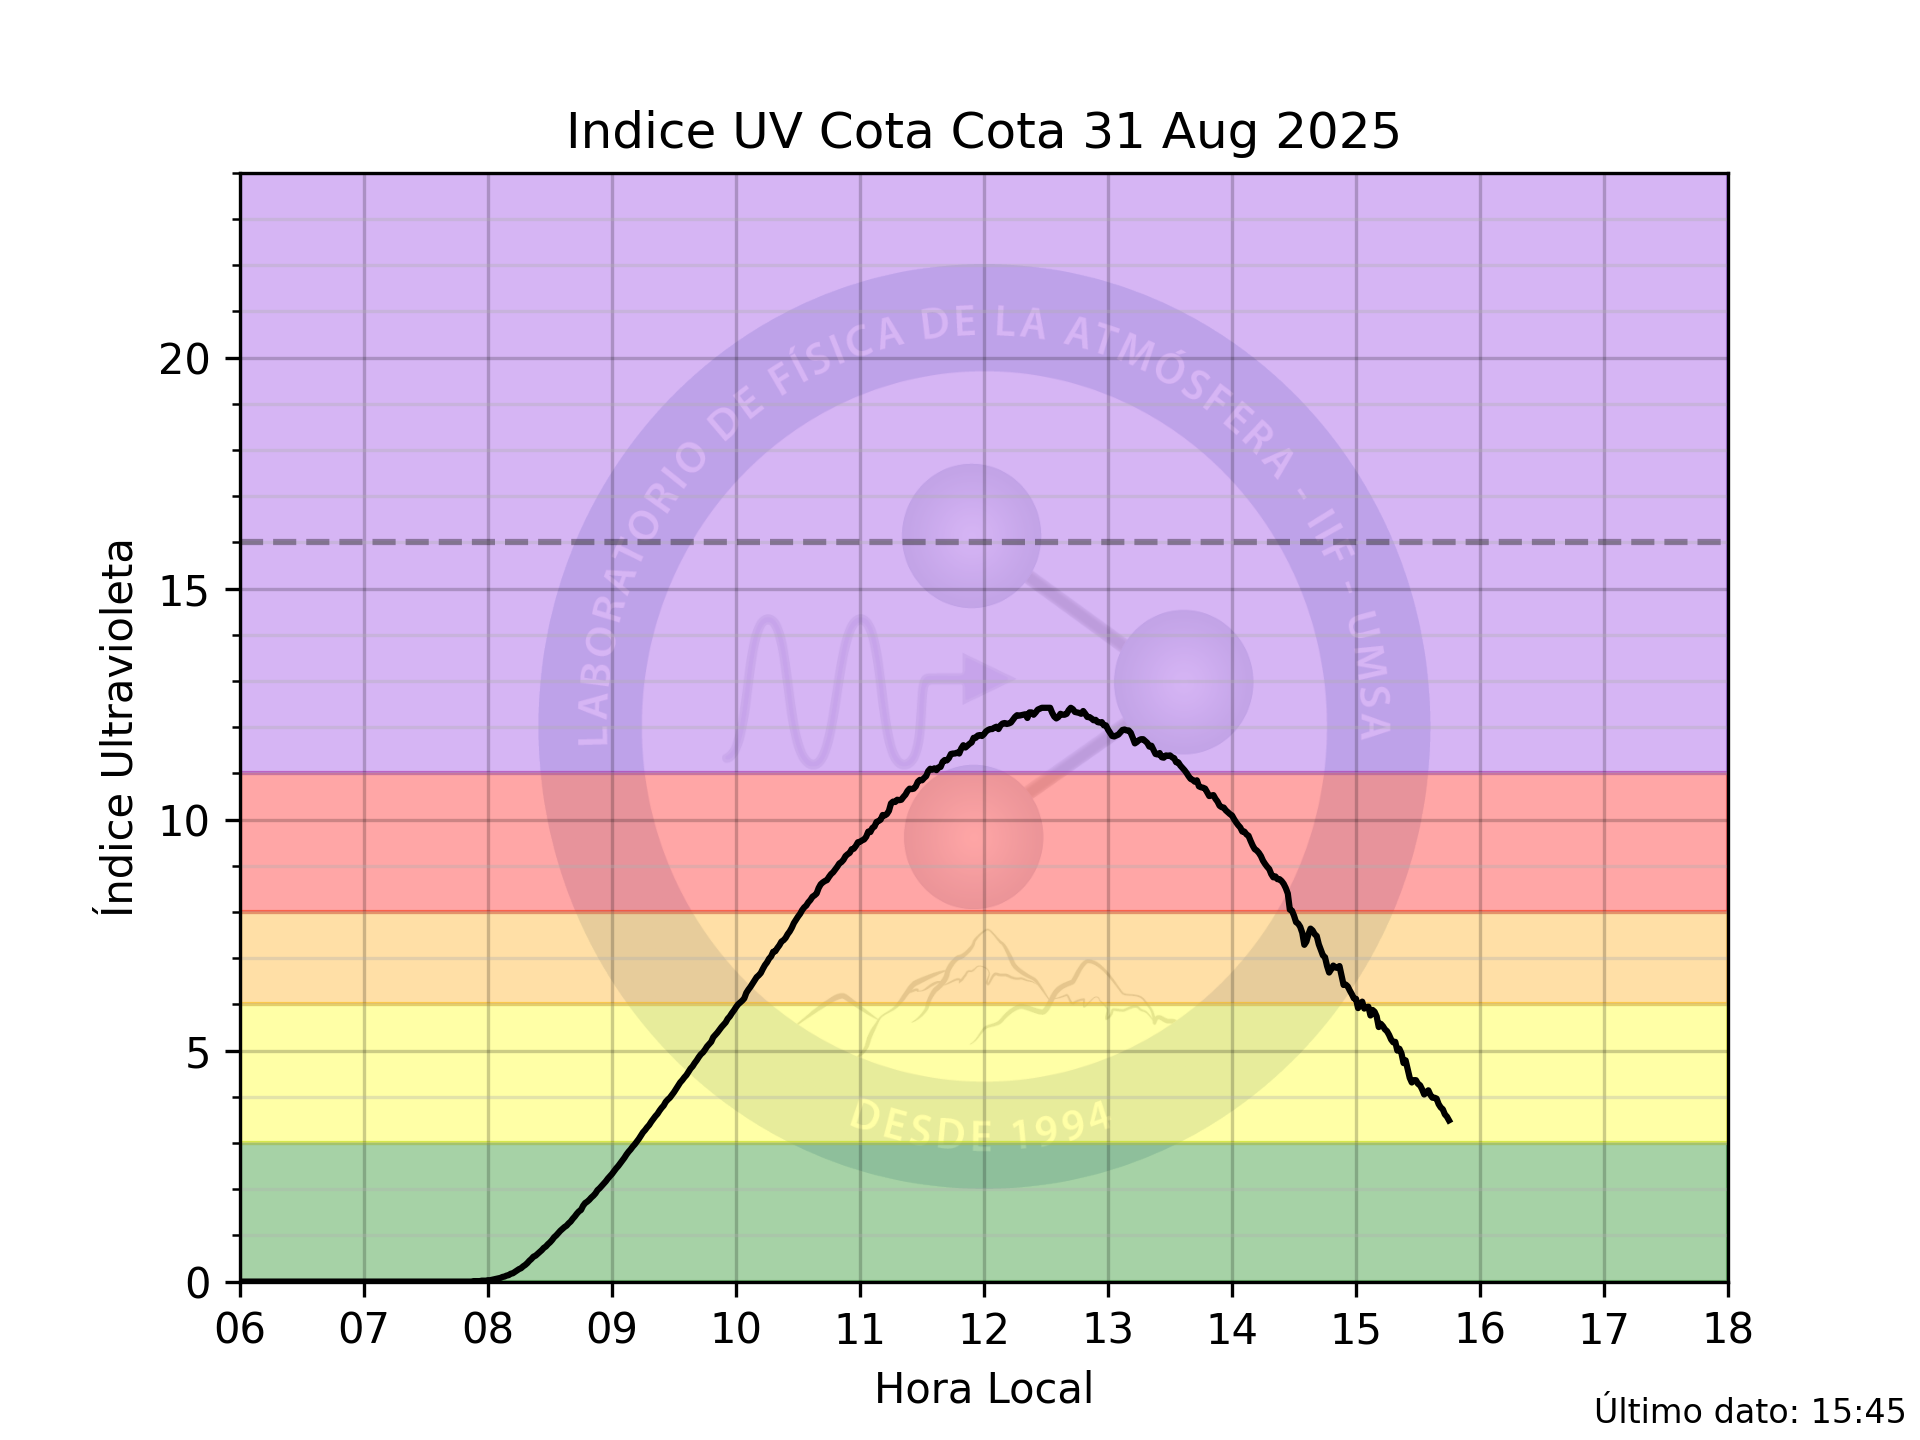 Indice UV Cota Cota 31 Aug 2025
LABORATORIO DE FÍSICA DE LA ATMÓSFERA - IIF - UMSA
DESDE 1994
Índice Ultravioleta
20
15
10
5
0
06 07 08 09 10 11 12 13 14 15 16 17 18
Hora Local
Último dato: 15:45